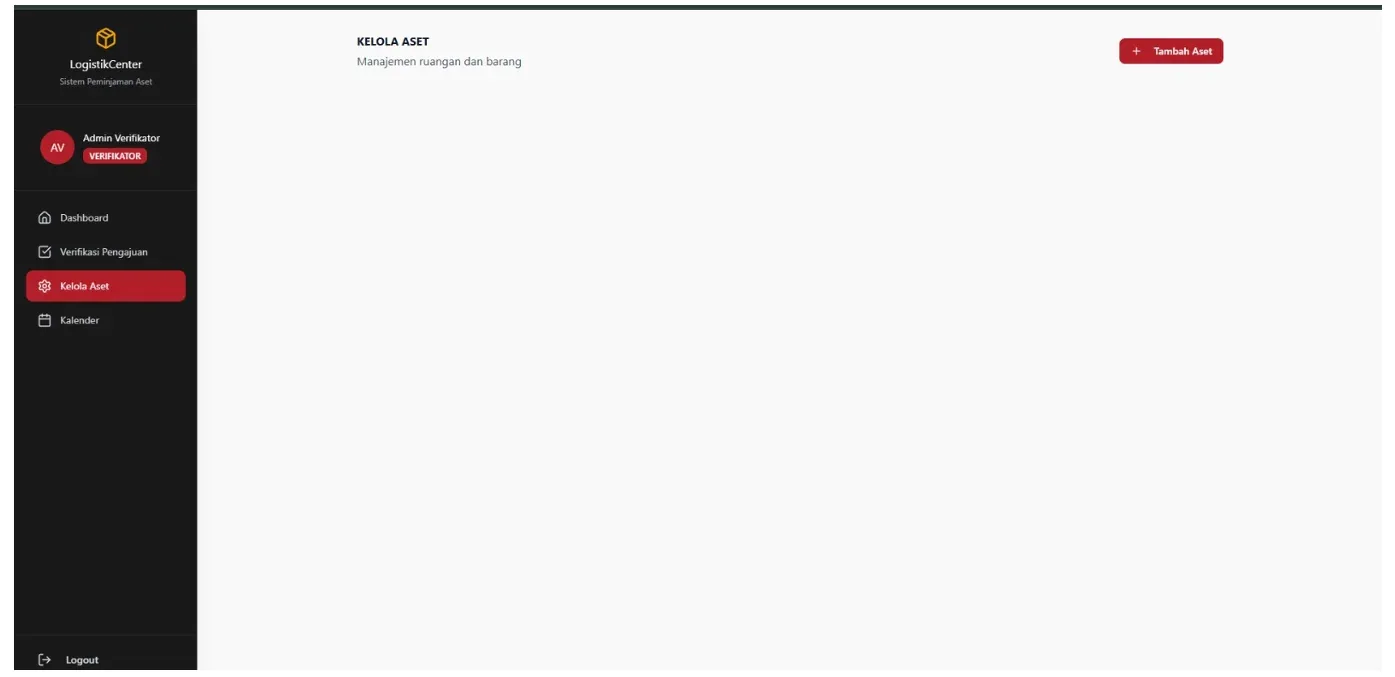 LogistikCenter
Sistem Peminjaman Aset
AV
Admin Verifikator
VERIFIKATOR
Dashboard
Verifikasi Pengajuan
Kelola Aset
Kalender
Logout
KELOLA ASET
Manajemen ruangan dan barang
+ Tambah Aset